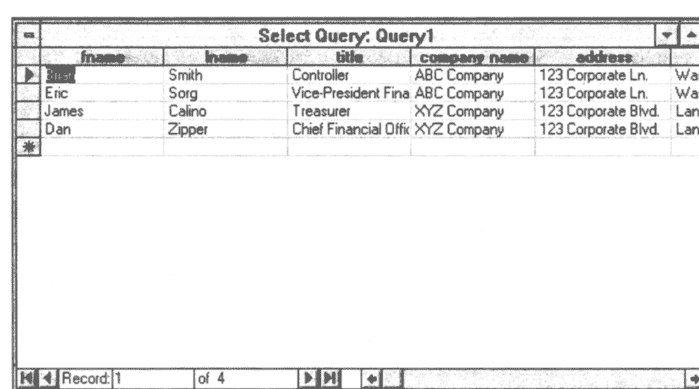 Select Query: Query1
fname lname title company name address
Smith Controller ABC Company 123 Corporate Ln. Wa
Eric Sorg Vice-President Fina ABC Company 123 Corporate Ln. Wa
James Calino Treasurer XYZ Company 123 Corporate Blvd. Lan
Dan Zipper Chief Financial Offic XYZ Company 123 Corporate Blvd. Lan
Record: 1 of 4